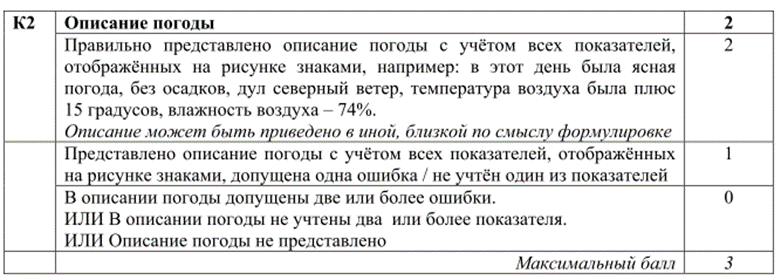 К2 Описание погоды 2
Правильно представлено описание погоды с учётом всех показателей, 2
отображённых на рисунке знаками, например: в этот день была ясная
погода, без осадков, дул северный ветер, температура воздуха была плюс
15 градусов, влажность воздуха – 74%.
Описание может быть приведено в иной, близкой по смыслу формулировке
Представлено описание погоды с учётом всех показателей, отображённых 1
на рисунке знаками, допущена одна ошибка / не учтён один из показателей
В описании погоды допущены две или более ошибки. 0
ИЛИ В описании погоды не учтены два или более показателя.
ИЛИ Описание погоды не представлено
Максимальный балл 3